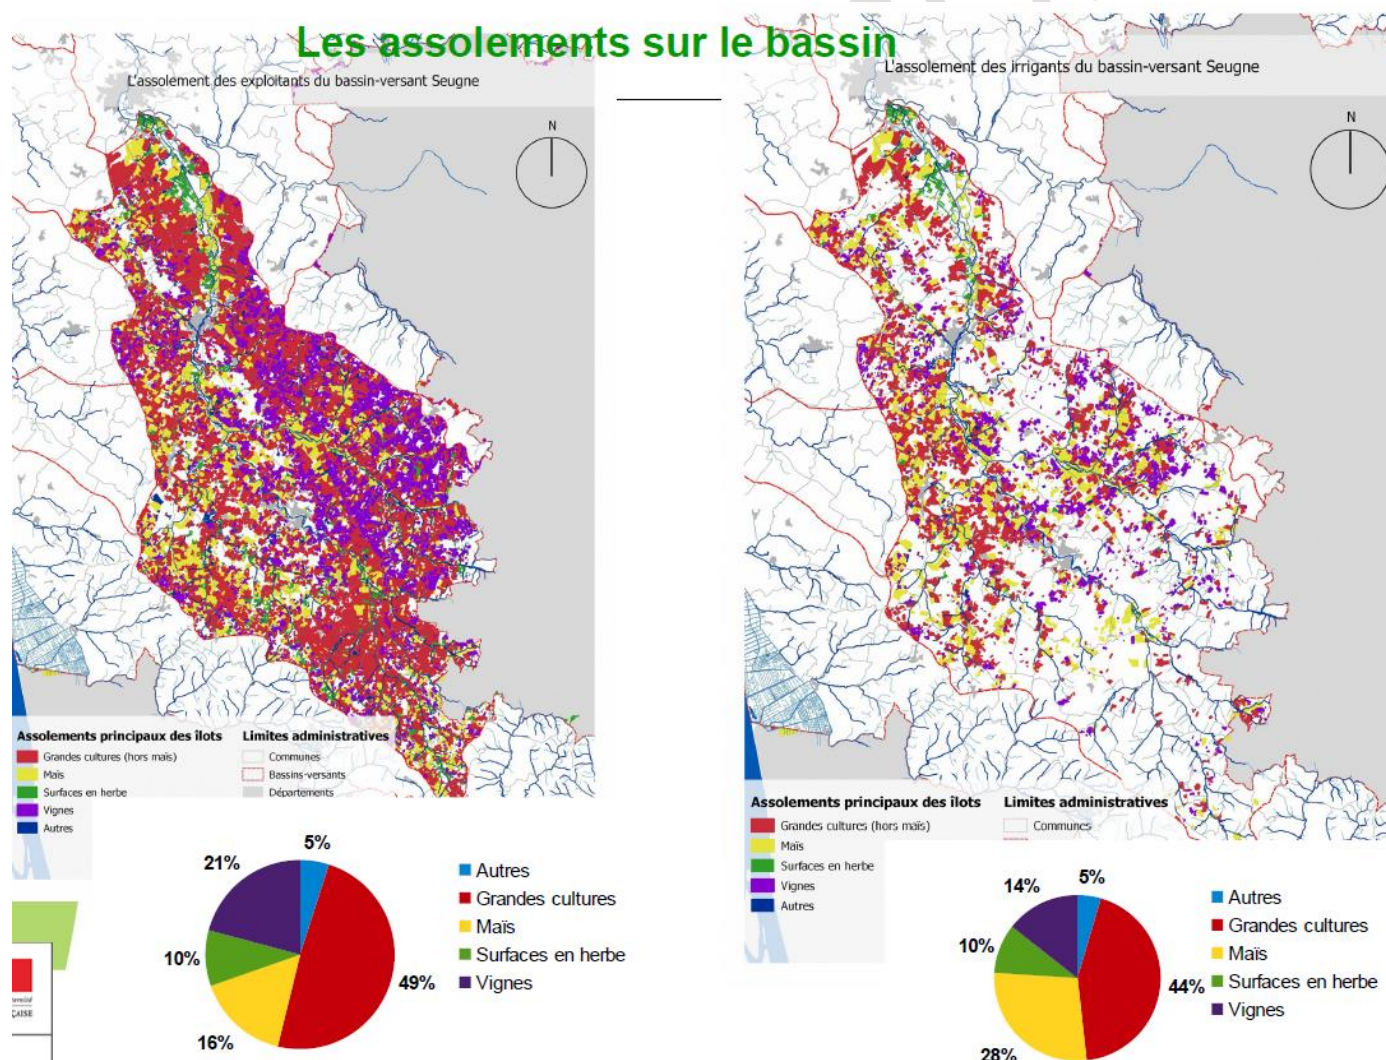 Les assolements sur le bassin
L'assolement des exploitants du bassin-versant Seugne
N
Assolements principaux des îlots
Grandes cultures (hors maïs)
Maïs
Surfaces en herbe
Vignes
Autres
Limites administratives
Communes
Bassins-versants
Départements
5%
21%
10%
16%
49%
Autres
Grandes cultures
Maïs
Surfaces en herbe
Vignes
L'assolement des irrigants du bassin-versant Seugne
N
Assolements principaux des îlots
Grandes cultures (hors maïs)
Maïs
Surfaces en herbe
Vignes
Autres
Limites administratives
Communes
5%
14%
10%
28%
44%
Autres
Grandes cultures
Maïs
Surfaces en herbe
Vignes